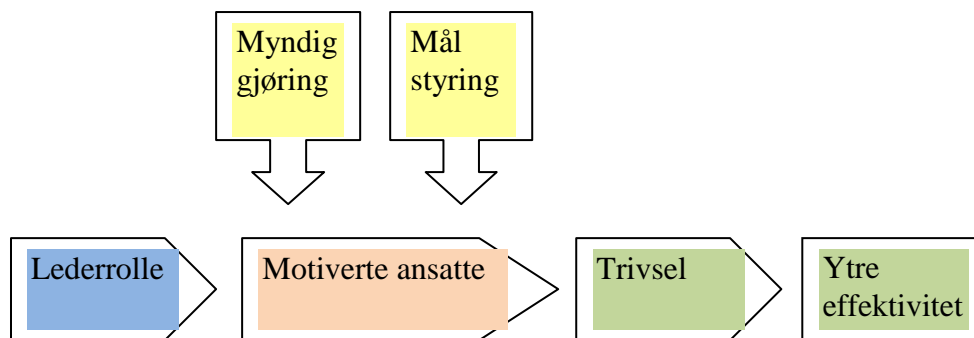 Myndig
gjøring
Mål
styring
Lederrolle
Motiverte ansatte
Trivsel
Ytre
effektivitet